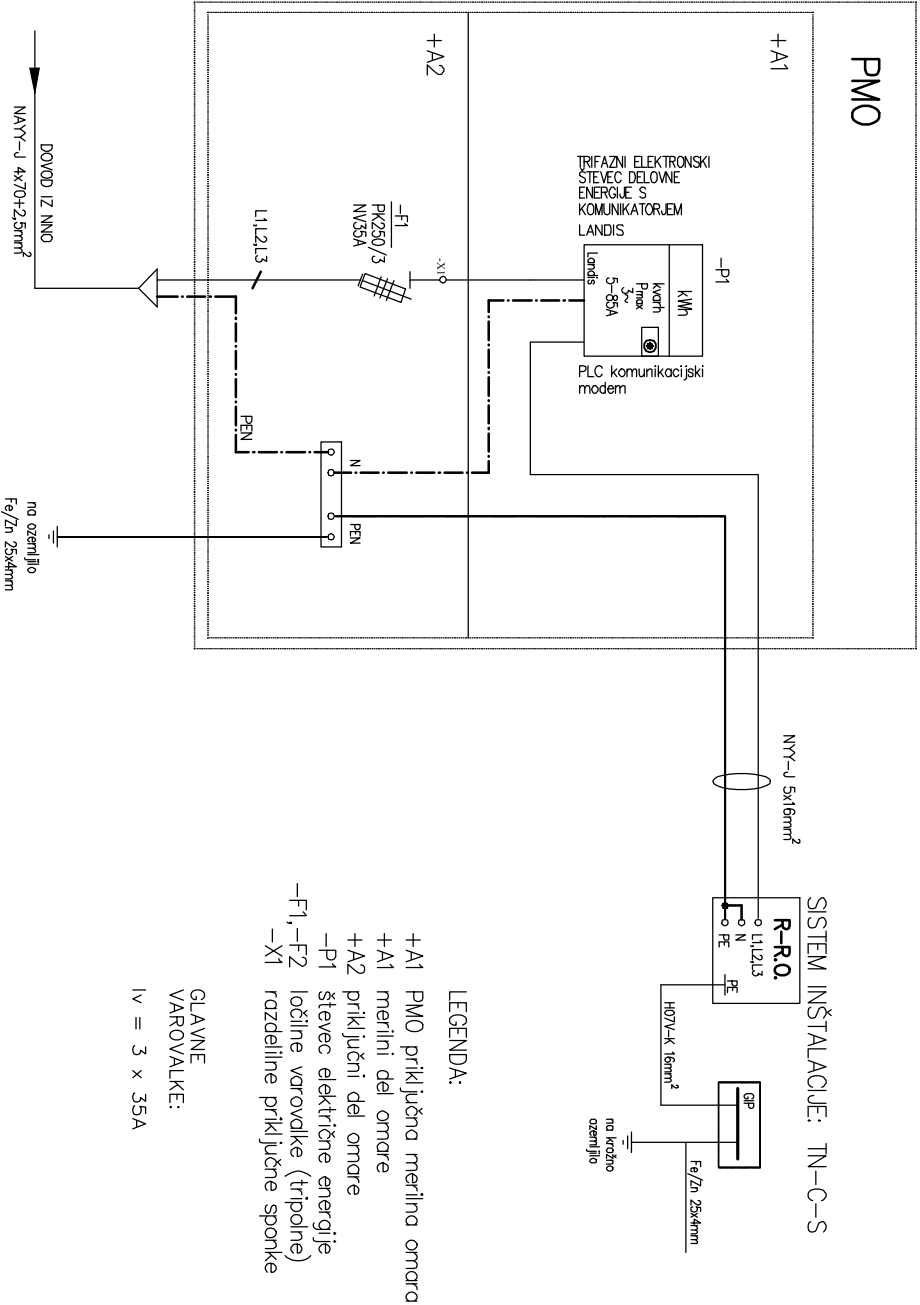 PMO
+A1
+A2
TRIFAZNI ELEKTRONSKI
ŠTEVEC DELOVNE
ENERGIJE S
KOMUNIKATORJEM
LANDIS
-P1
kWh
kvarh
Pmax
3~
5-85A
Landis
PLC komunikacijski
modem
-X1
-F1
PK250/3
NV35A
L1,L2,L3
PEN
N
PEN
DOVOD IZ NNO
NAYY-J 4x70+2,5mm²
na ozemljilo
Fe/Zn 25x4mm
NYY-J 5x16mm²
SISTEM INŠTALACIJE: TN-C-S
R-R.O.
L1,L2,L3
N
PE
PE
H07V-K 16mm²
GIP
na krožno
ozemljilo
Fe/Zn 25x4mm
LEGENDA:
+A1 PMO priključna merilna omara
+A1 merilni del omare
+A2 priključni del omare
-P1 števec električne energije
-F1,-F2 ločilne varovalke (tripolne)
-X1 razdelilne priključne sponke
GLAVNE
VAROVALKE:
Iv = 3 x 35A